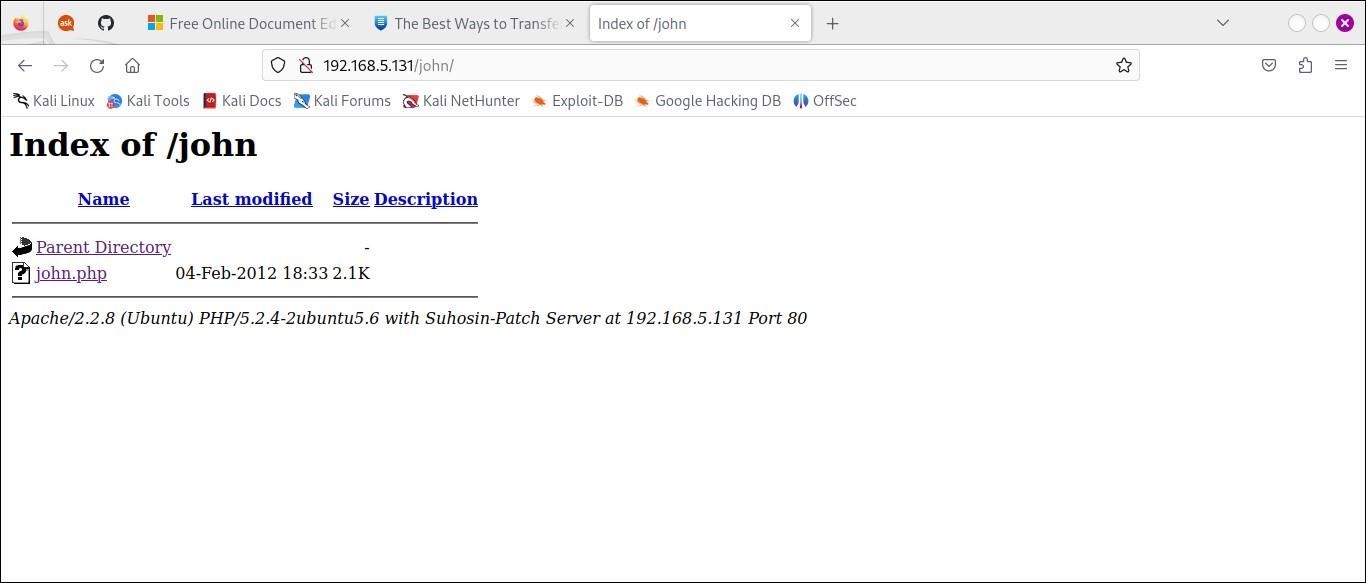 ask Free Online Document Ed The Best Ways to Transfe Index of /john
192.168.5.131/john/
Kali Linux Kali Tools Kali Docs Kali Forums Kali NetHunter Exploit-DB Google Hacking DB OffSec
Index of /john
Name Last modified Size Description
Parent Directory -
john.php 04-Feb-2012 18:33 2.1K
Apache/2.2.8 (Ubuntu) PHP/5.2.4-2ubuntu5.6 with Suhosin-Patch Server at 192.168.5.131 Port 80